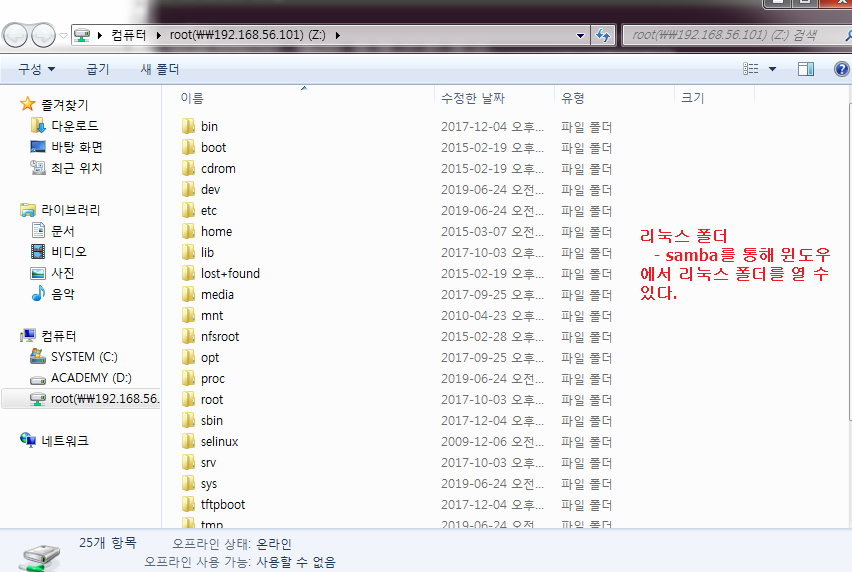 컴퓨터 root(₩₩192.168.56.101) (Z:) root(₩₩192.168.56.101) (Z:) 검색
구성 굽기 새 폴더
이름 수정한 날짜 유형 크기
즐겨찾기
다운로드
바탕 화면
최근 위치
라이브러리
문서
비디오
사진
음악
컴퓨터
SYSTEM (C:)
ACADEMY (D:)
root(₩₩192.168.56.
네트워크
bin 2017-12-04 오후... 파일 폴더
boot 2015-02-19 오후... 파일 폴더
cdrom 2015-02-19 오후... 파일 폴더
dev 2019-06-24 오전... 파일 폴더
etc 2019-06-24 오전... 파일 폴더
home 2015-03-07 오전... 파일 폴더
lib 2017-10-03 오후... 파일 폴더
lost+found 2015-02-19 오후... 파일 폴더
media 2017-09-25 오후... 파일 폴더
mnt 2010-04-23 오후... 파일 폴더
nfsroot 2015-02-28 오후... 파일 폴더
opt 2017-09-25 오후... 파일 폴더
proc 2019-06-24 오전... 파일 폴더
root 2017-10-03 오후... 파일 폴더
sbin 2017-12-04 오후... 파일 폴더
selinux 2009-12-06 오전... 파일 폴더
srv 2017-10-03 오후... 파일 폴더
sys 2019-06-24 오전... 파일 폴더
tftpboot 2017-12-04 오후... 파일 폴더
tmp 2019-06-24 오전... 파일 폴더
리눅스 폴더
- samba를 통해 윈도우
에서 리눅스 폴더를 열 수
있다.
25개 항목 오프라인 상태: 온라인
오프라인 사용 가능: 사용할 수 없음